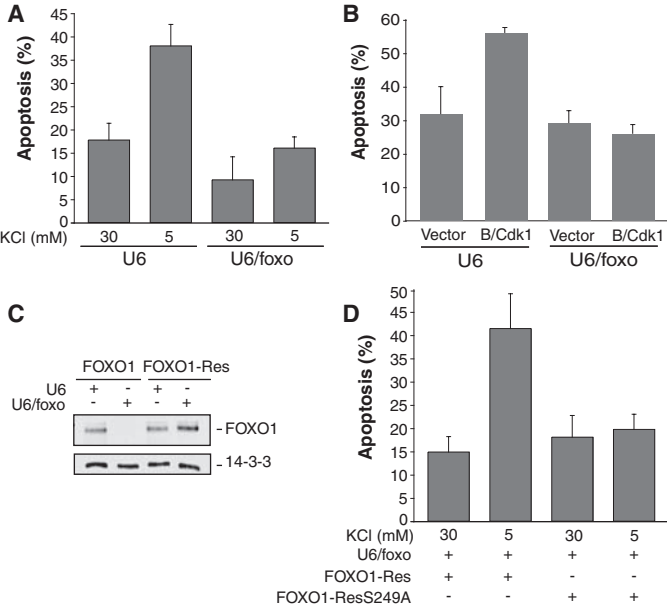 A
Apoptosis (%)
45
40
35
30
25
20
15
10
5
0
KCl (mM) 30 5 30 5
U6 U6/foxo
B
Apoptosis (%)
60
50
40
30
20
10
0
Vector B/Cdk1 Vector B/Cdk1
U6 U6/foxo
C
FOXO1 FOXO1-Res
U6 + - + -
U6/foxo - + - +
- FOXO1
- 14-3-3
D
Apoptosis (%)
50
45
40
35
30
25
20
15
10
5
0
KCl (mM) 30 5 30 5
U6/foxo + + + +
FOXO1-Res + + - -
FOXO1-ResS249A - - + +